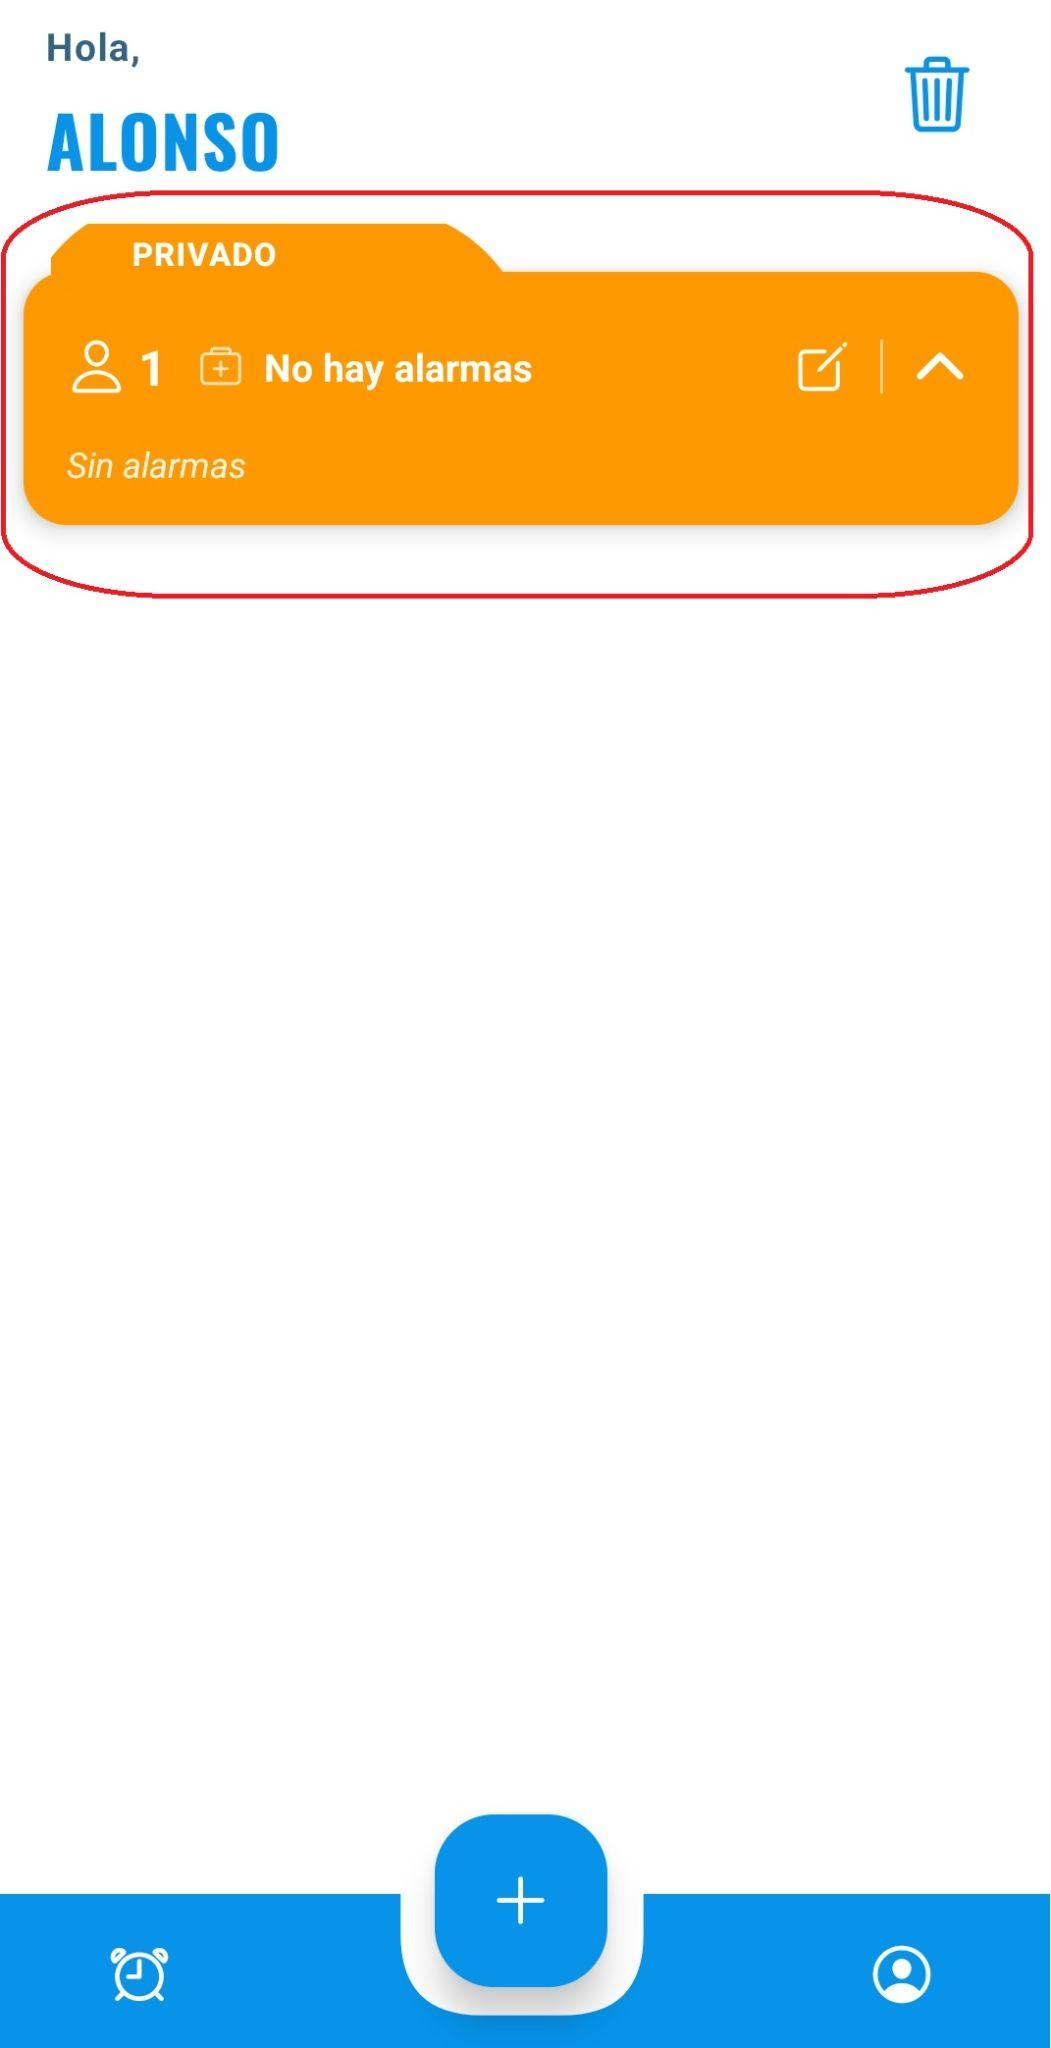 Hola,
ALONSO
PRIVADO
1 No hay alarmas
Sin alarmas